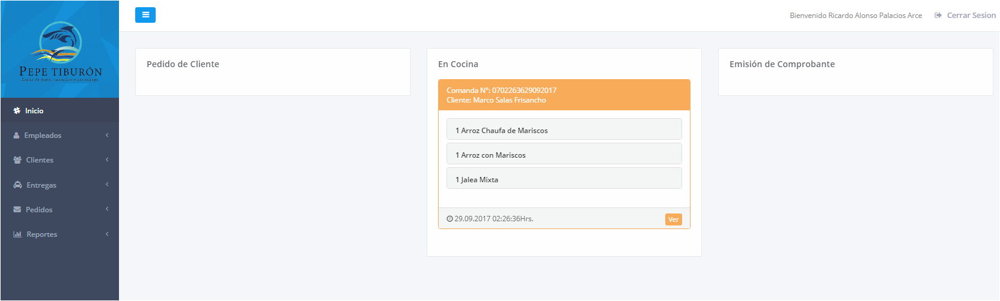 PEPE TIBURÓN
Inicio
Empleados
Clientes
Entregas
Pedidos
Reportes
Bienvenido Ricardo Alonso Palacios Arce
Cerrar Sesion
Pedido de Cliente
En Cocina
Comanda Nº: 0702263629092017
Cliente: Marco Salas Frisancho
1 Arroz Chaufa de Mariscos
1 Arroz con Mariscos
1 Jalea Mixta
29.09.2017 02:26:36Hrs.
Ver
Emisión de Comprobante